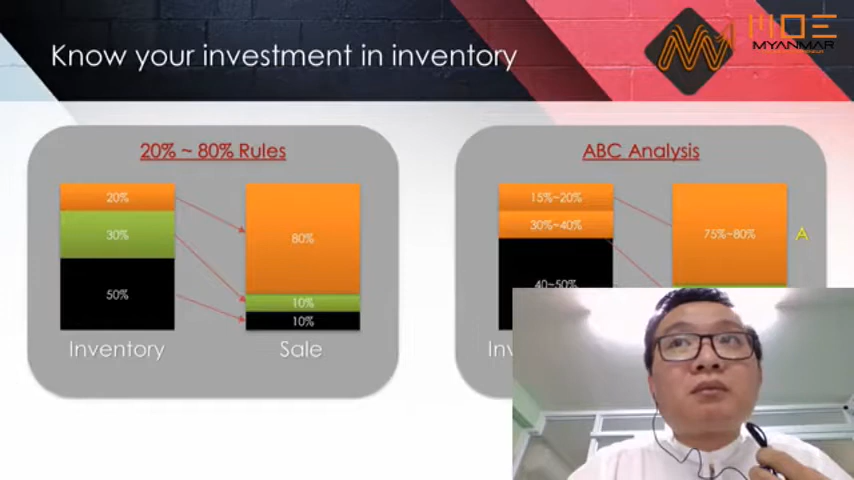 Know your investment in inventory
MOE
MYANMAR
20% ~ 80% Rules
20%
30%
50%
80%
10%
10%
Inventory
Sale
ABC Analysis
15%~20%
30%~40%
40~50%
75%~80%
A